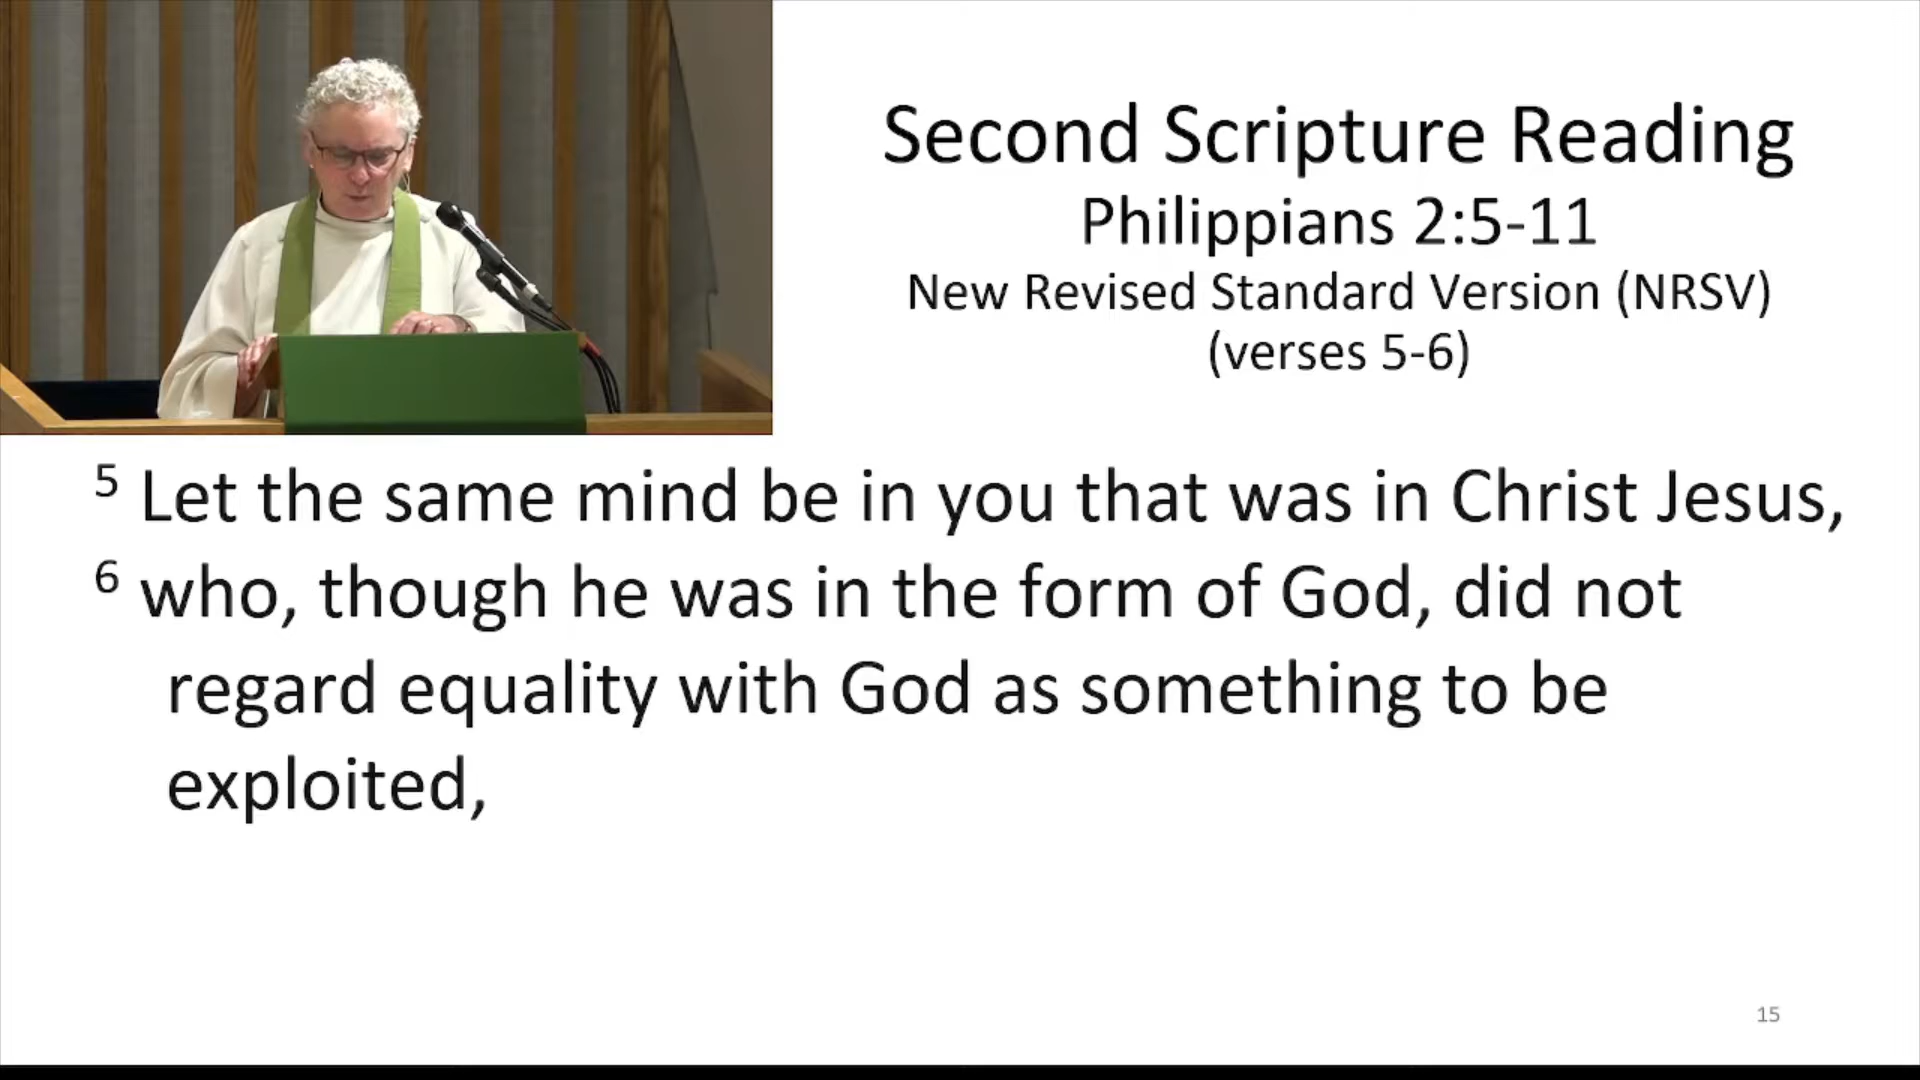 Second Scripture Reading
Philippians 2:5-11
New Revised Standard Version (NRSV)
(verses 5-6)
5 Let the same mind be in you that was in Christ Jesus,
6 who, though he was in the form of God, did not
regard equality with God as something to be
exploited,
15